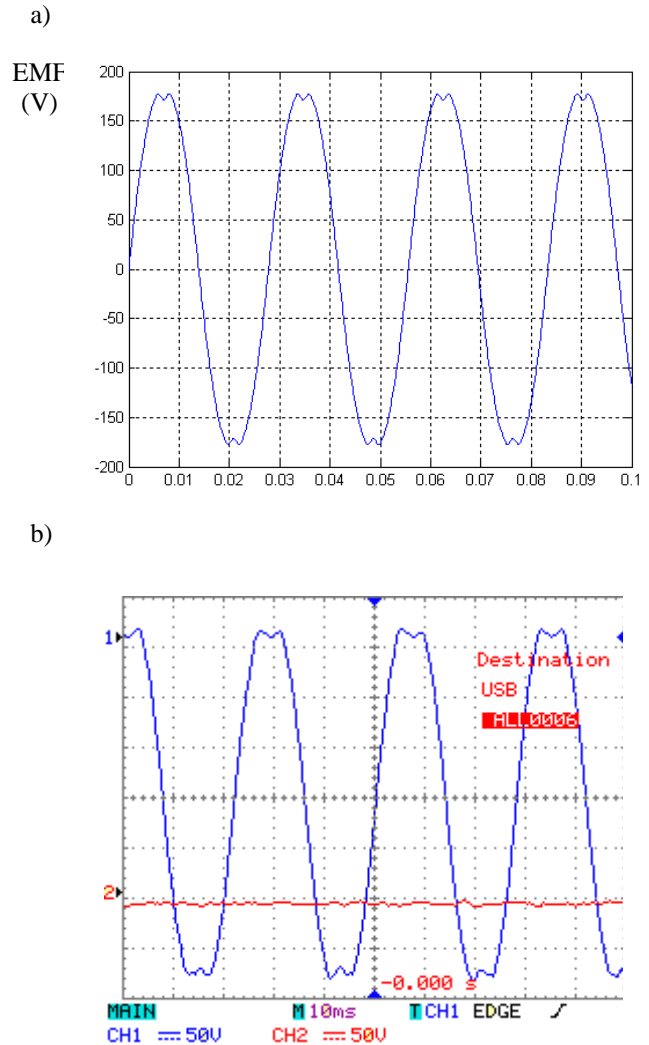 a)
EMF
(V)
200
150
100
50
0
-50
-100
-150
-200
0 0.01 0.02 0.03 0.04 0.05 0.06 0.07 0.08 0.09 0.1
b)
1
Destination
USB
ALL0006
2
-0.000 s
MAIN M 10ms T CH1 EDGE
CH1 50V CH2 50V